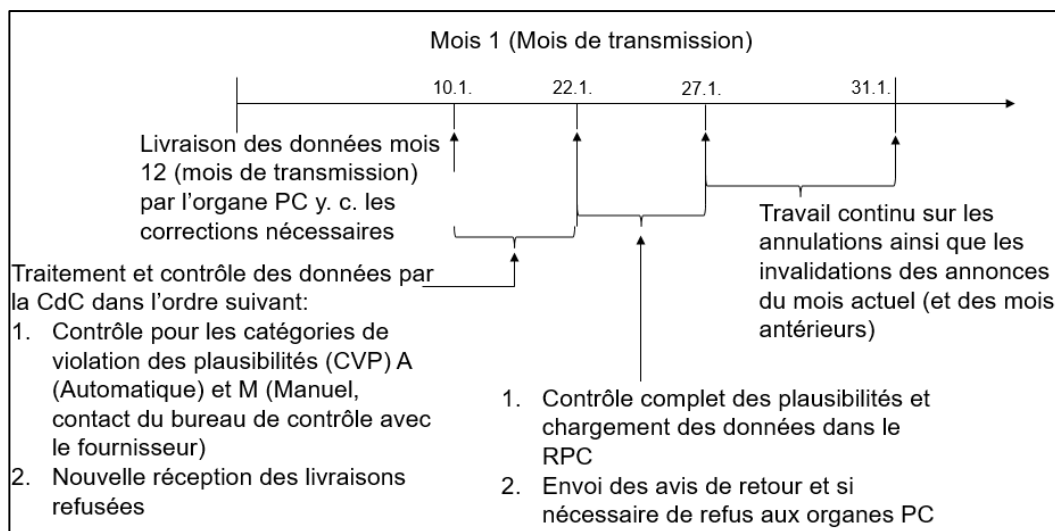 Mois 1 (Mois de transmission)
10.1.
22.1.
27.1.
31.1.
Livraison des données mois
12 (mois de transmission)
par l’organe PC y. c. les
corrections nécessaires
Traitement et contrôle des données par
la CdC dans l’ordre suivant:
1. Contrôle pour les catégories de
violation des plausibilités (CVP) A
(Automatique) et M (Manuel,
contact du bureau de contrôle avec
le fournisseur)
2. Nouvelle réception des livraisons
refusées
1. Contrôle complet des plausibilités et
chargement des données dans le
RPC
2. Envoi des avis de retour et si
nécessaire de refus aux organes PC
Travail continu sur les
annulations ainsi que les
invalidations des annonces
du mois actuel (et des mois
antérieurs)